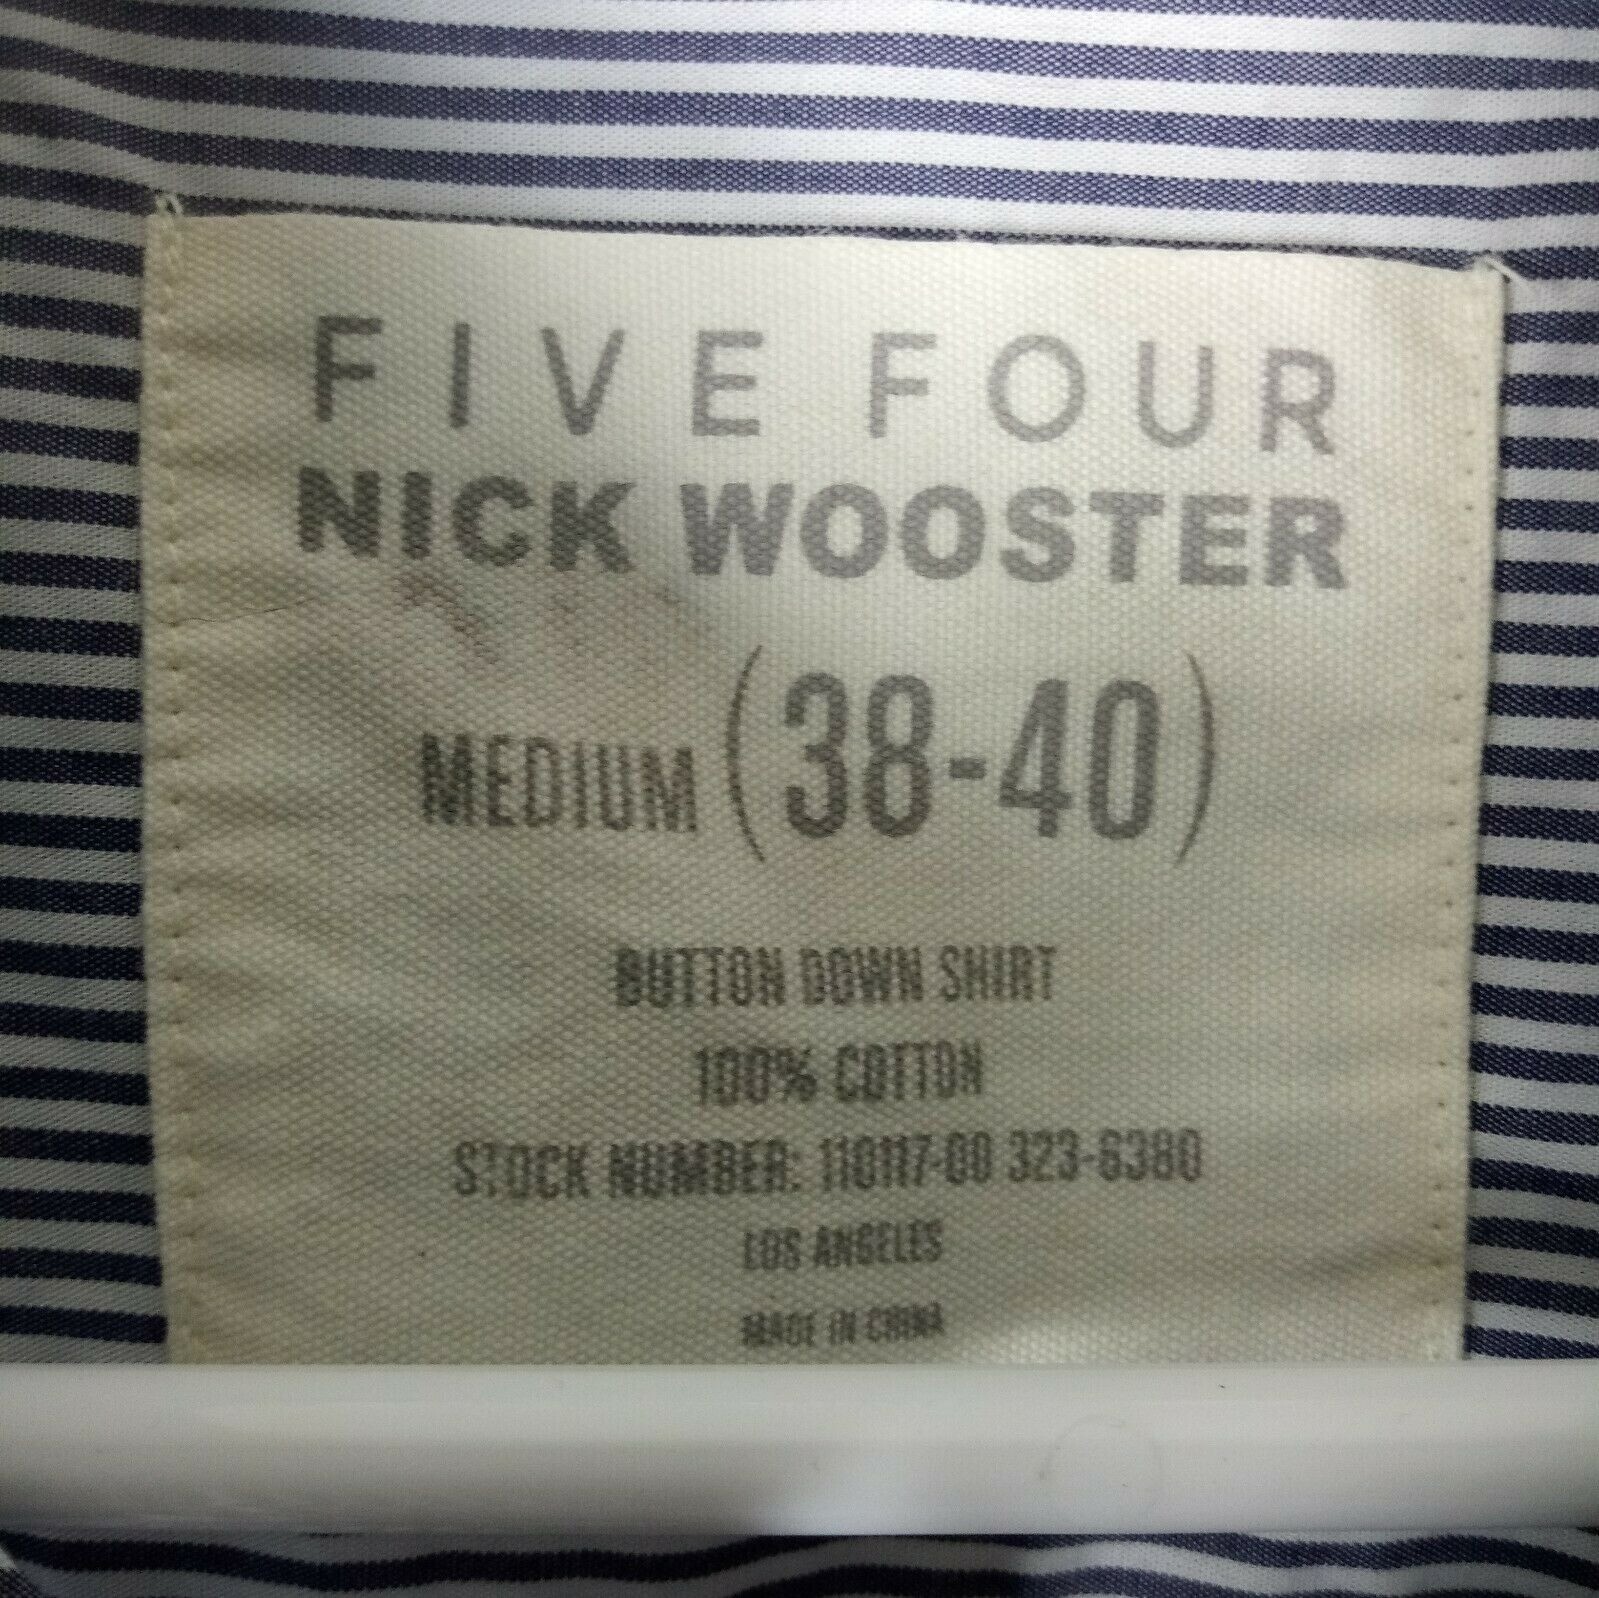 FIVE FOUR
NICK WOOSTER
MEDIUM (38-40)
BUTTON DOWN SHIRT
100% COTTON
STOCK NUMBER: 110117-00 323-6380
LOS ANGELES
MADE IN CHINA